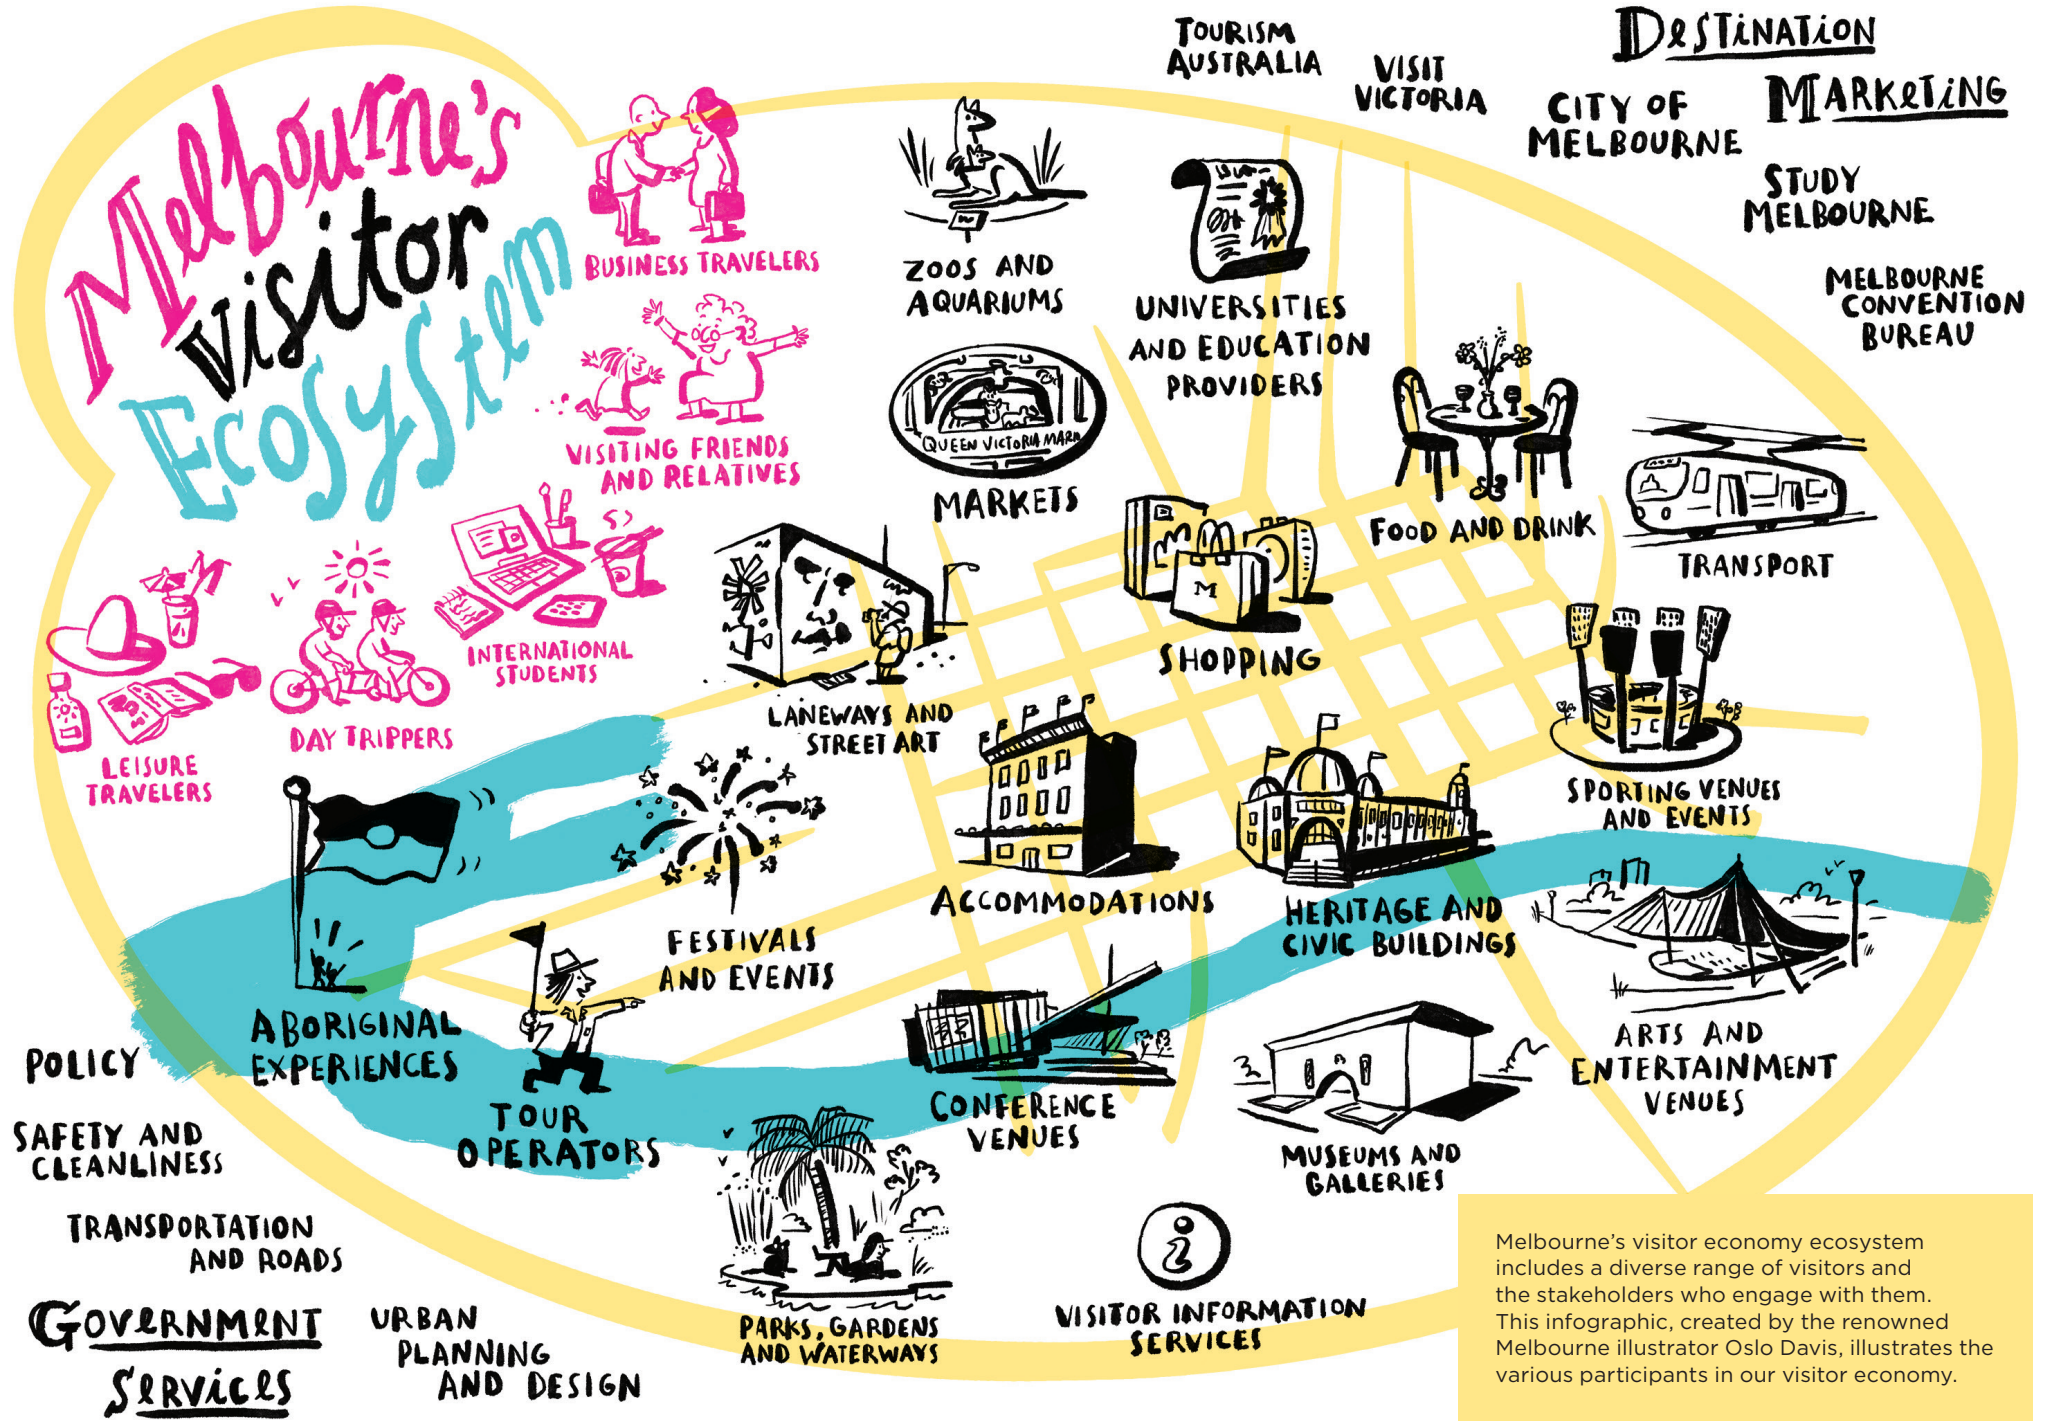 Melbourne's
Visitor
Ecosystem
BUSINESS TRAVELERS
VISITING FRIENDS
AND RELATIVES
INTERNATIONAL
STUDENTS
DAY TRIPPERS
LEISURE
TRAVELERS
TOURISM
AUSTRALIA
VISIT
VICTORIA
DESTINATION
MARKETING
CITY OF
MELBOURNE
STUDY
MELBOURNE
MELBOURNE
CONVENTION
BUREAU
ZOOS AND
AQUARIUMS
UNIVERSITIES
AND EDUCATION
PROVIDERS
QUEEN VICTORIA
MARKETS
FOOD AND DRINK
TRANSPORT
M
SHOPPING
LANEWAYS AND
STREET ART
SPORTING VENUES
AND EVENTS
ACCOMMODATIONS
HERITAGE AND
CIVIC BUILDINGS
FESTIVALS
AND EVENTS
ABORIGINAL
EXPERIENCES
TOUR
OPERATORS
CONFERENCE
VENUES
ARTS AND
ENTERTAINMENT
VENUES
MUSEUMS AND
GALLERIES
PARKS, GARDENS
AND WATERWAYS
i
VISITOR INFORMATION
SERVICES
POLICY
SAFETY AND
CLEANLINESS
TRANSPORTATION
AND ROADS
GOVERNMENT
SERVICES
URBAN
PLANNING
AND DESIGN
Melbourne's visitor economy ecosystem
includes a diverse range of visitors and
the stakeholders who engage with them.
This infographic, created by the renowned
Melbourne illustrator Oslo Davis, illustrates the
various participants in our visitor economy.